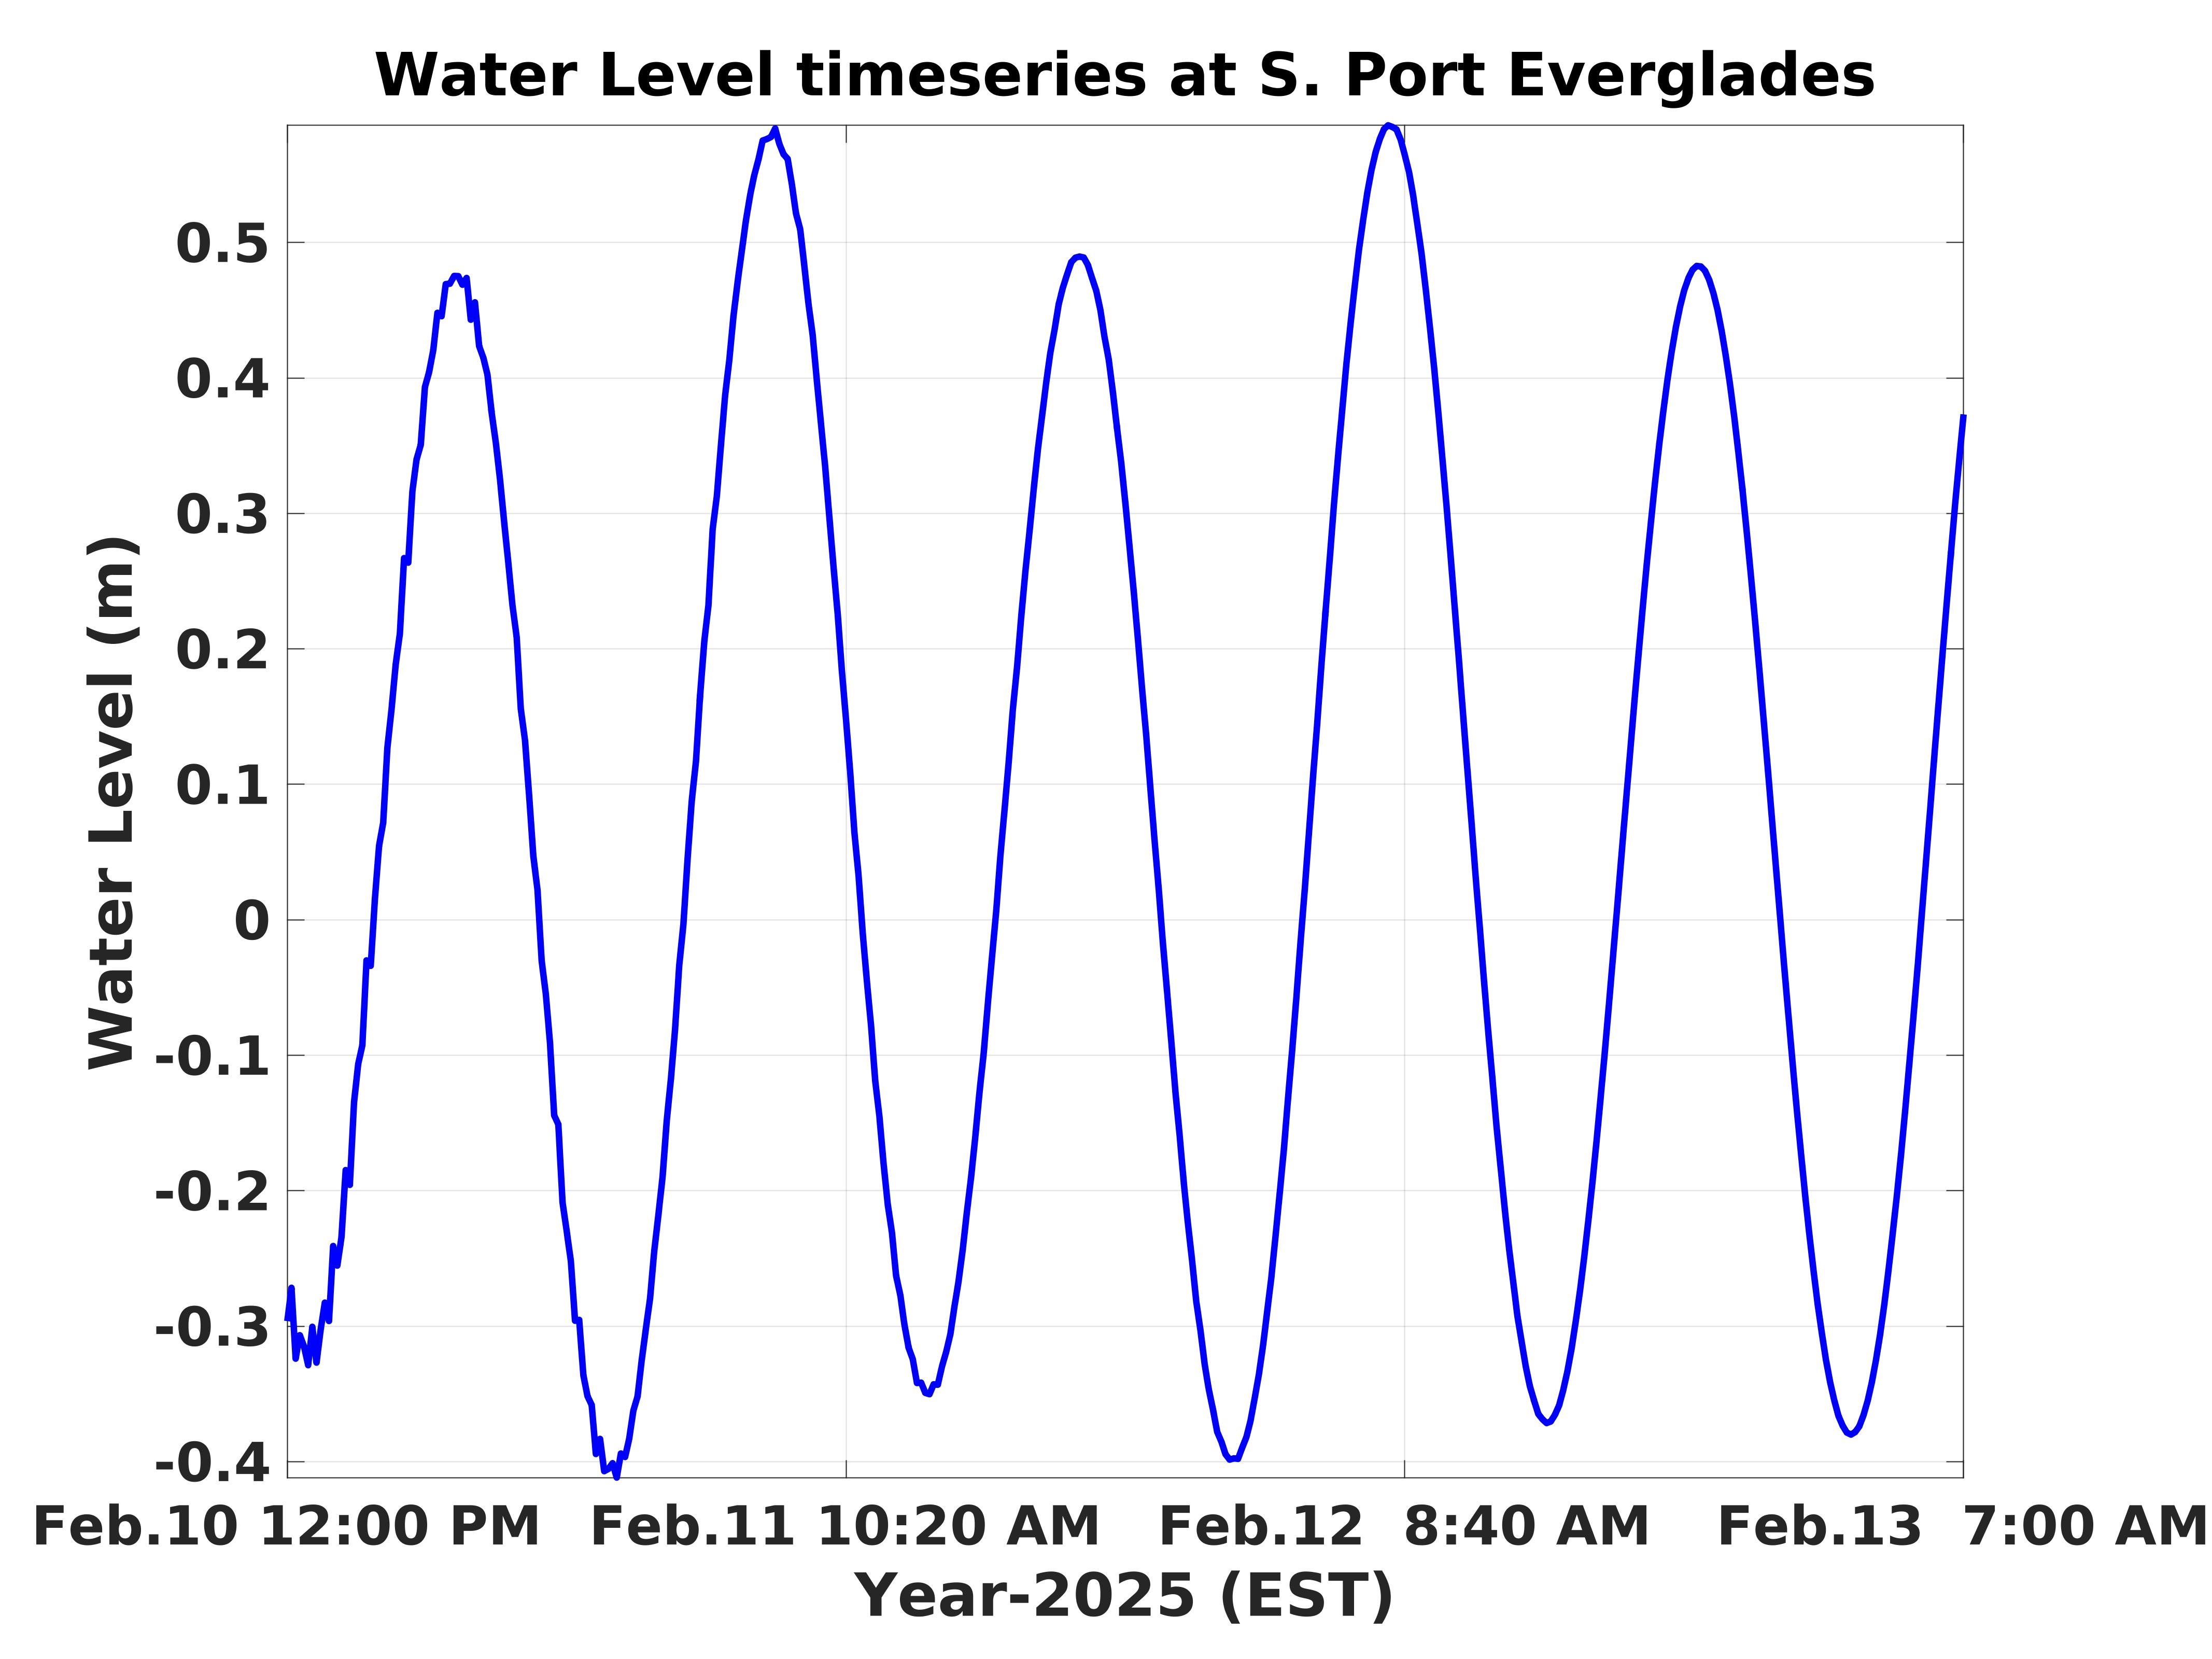 Water Level timeseries at S. Port Everglades
Water Level (m)
0.5
0.4
0.3
0.2
0.1
0
-0.1
-0.2
-0.3
-0.4
Feb.10 12:00 PM Feb.11 10:20 AM Feb.12 8:40 AM Feb.13 7:00 AM
Year-2025 (EST)